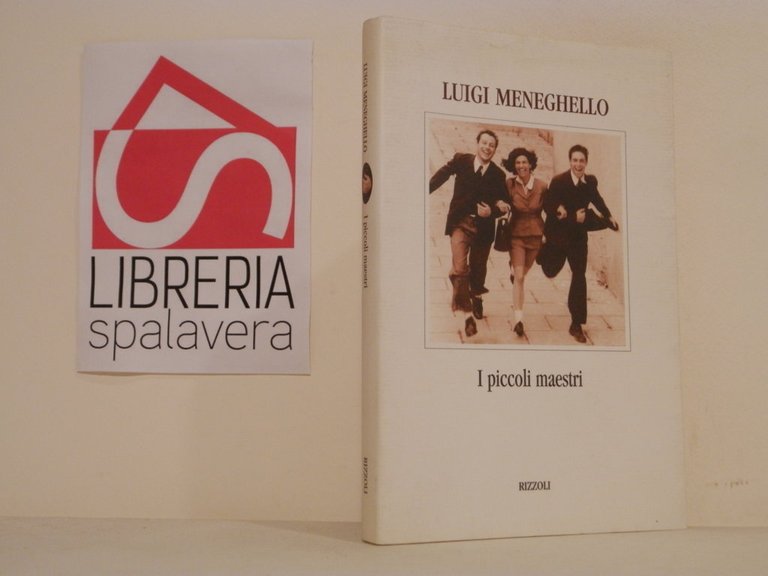 LIBRERIA
spalavera
LUIGI MENEGHELLO
I piccoli maestri
RIZZOLI
LUIGI MENEGHELLO
I piccoli maestri
RIZZOLI